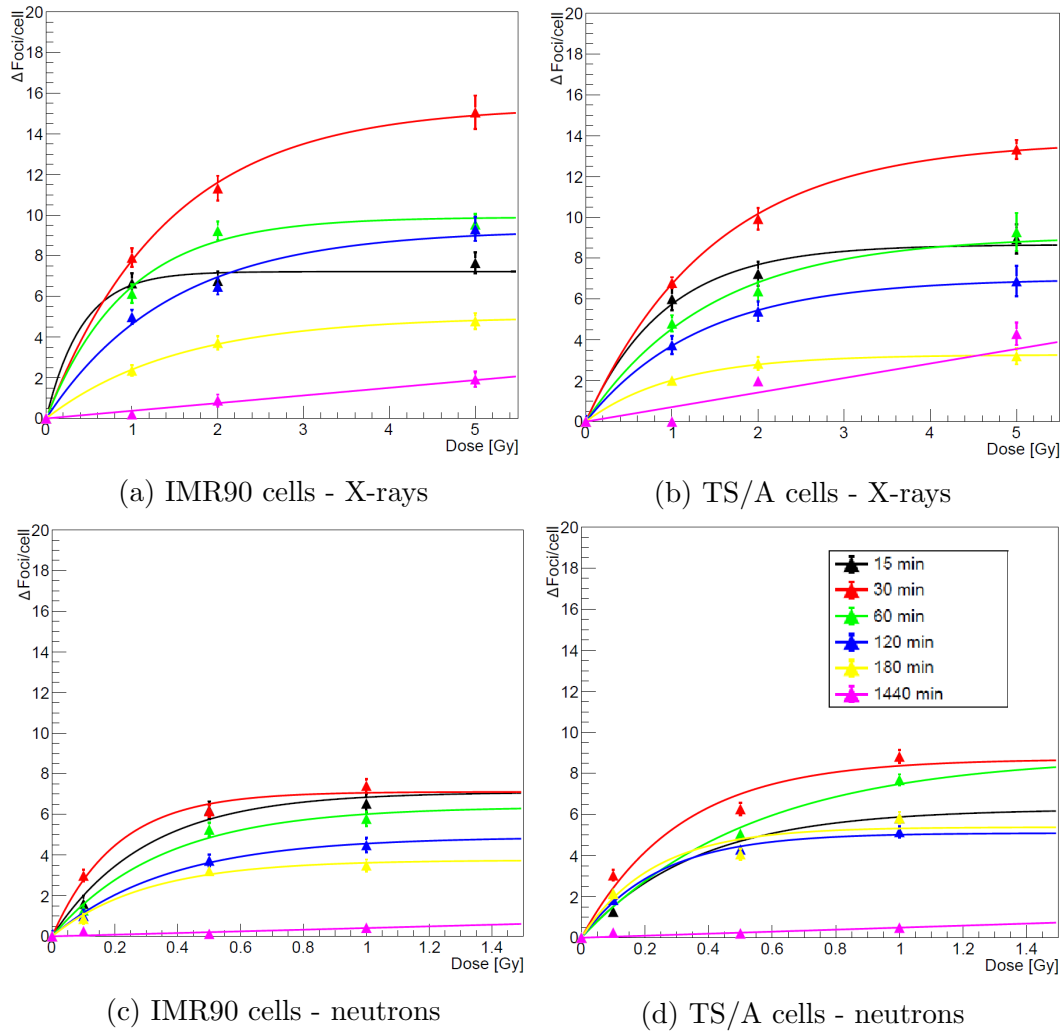 Δ Foci/cell
20
18
16
14
12
10
8
6
4
2
0
0 1 2 3 4 5
Dose [Gy]
(a) IMR90 cells - X-rays
Δ Foci/cell
20
18
16
14
12
10
8
6
4
2
0
0 1 2 3 4 5
Dose [Gy]
(b) TS/A cells - X-rays
Δ Foci/cell
20
18
16
14
12
10
8
6
4
2
0
0 0.2 0.4 0.6 0.8 1 1.2 1.4
Dose [Gy]
(c) IMR90 cells - neutrons
Δ Foci/cell
20
18
16
14
12
10
8
6
4
2
0
15 min
30 min
60 min
120 min
180 min
1440 min
0 0.2 0.4 0.6 0.8 1 1.2 1.4
Dose [Gy]
(d) TS/A cells - neutrons